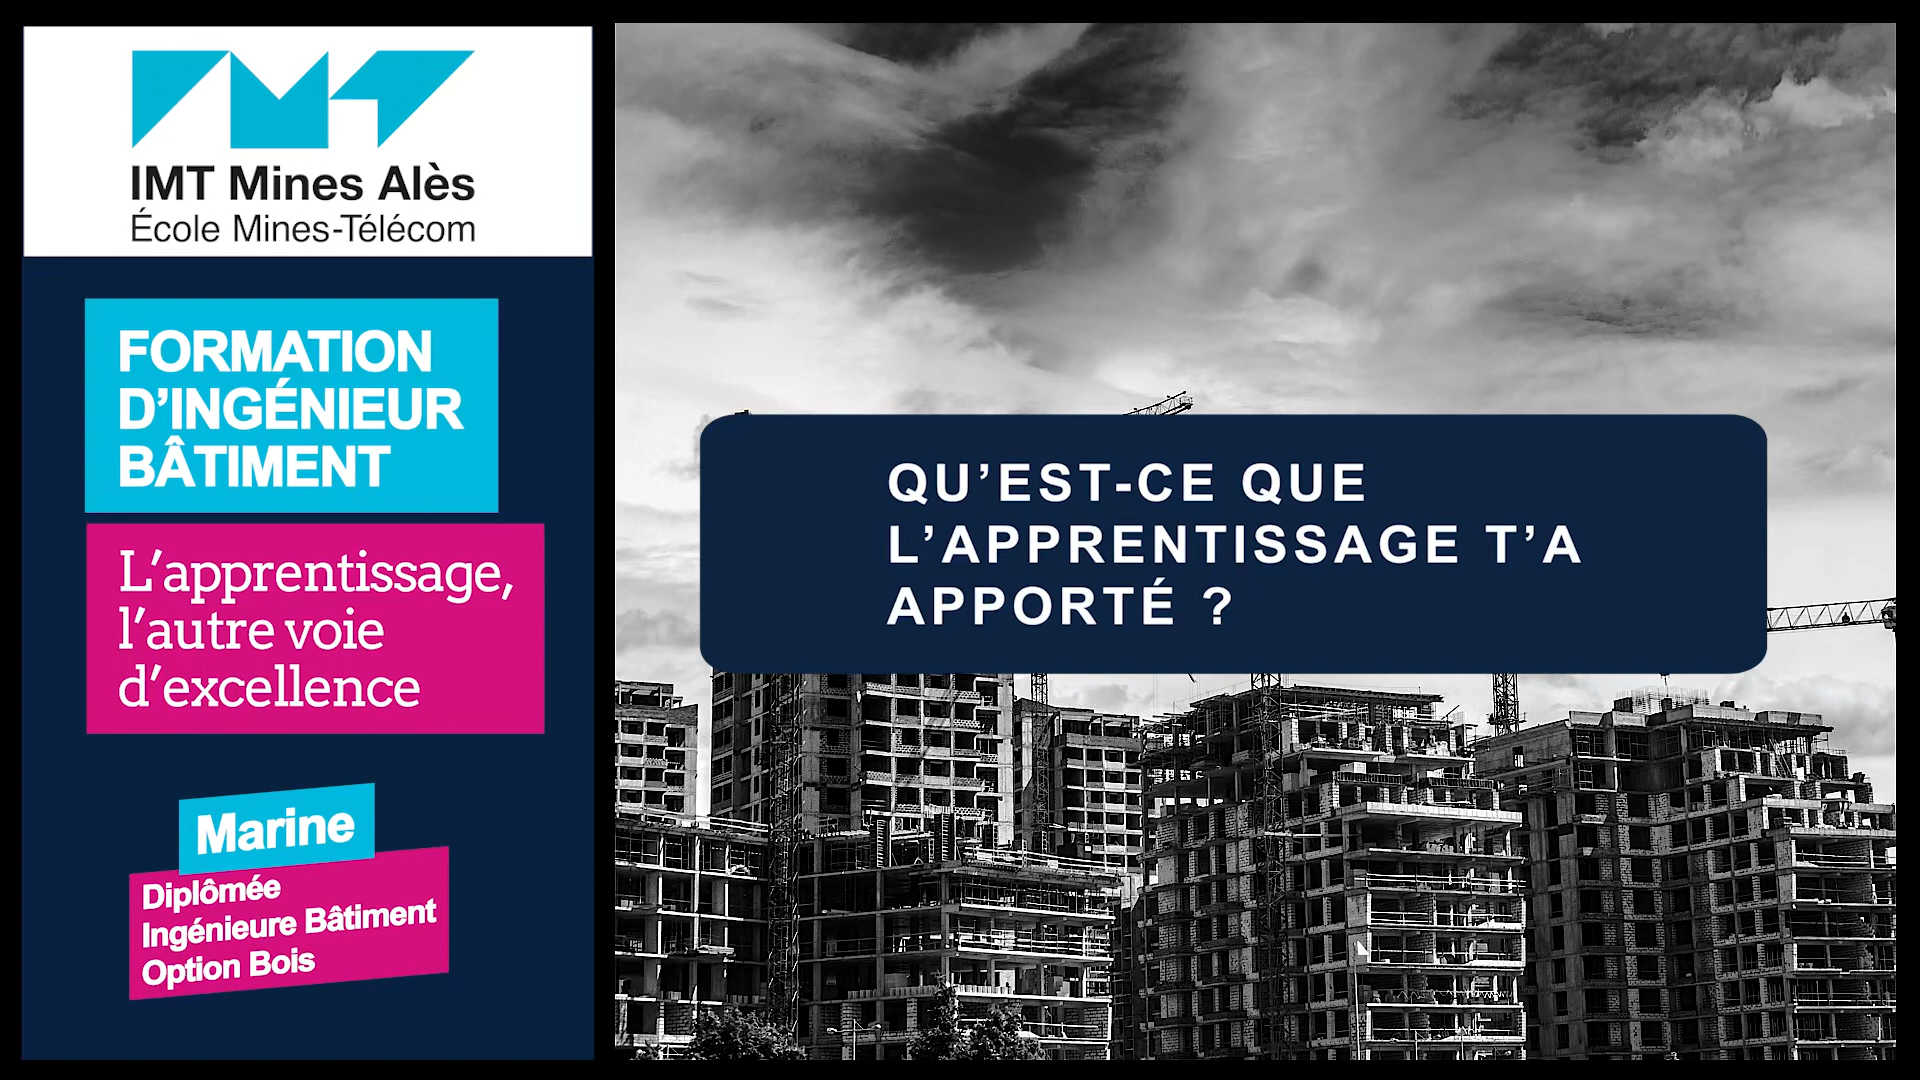 IMT Mines Alès
École Mines-Télécom
FORMATION
D’INGÉNIEUR
BÂTIMENT
L’apprentissage,
l’autre voie
d’excellence
Marine
Diplômée
Ingénieure Bâtiment
Option Bois
QU’EST-CE QUE
L’APPRENTISSAGE T’A
APPORTÉ ?